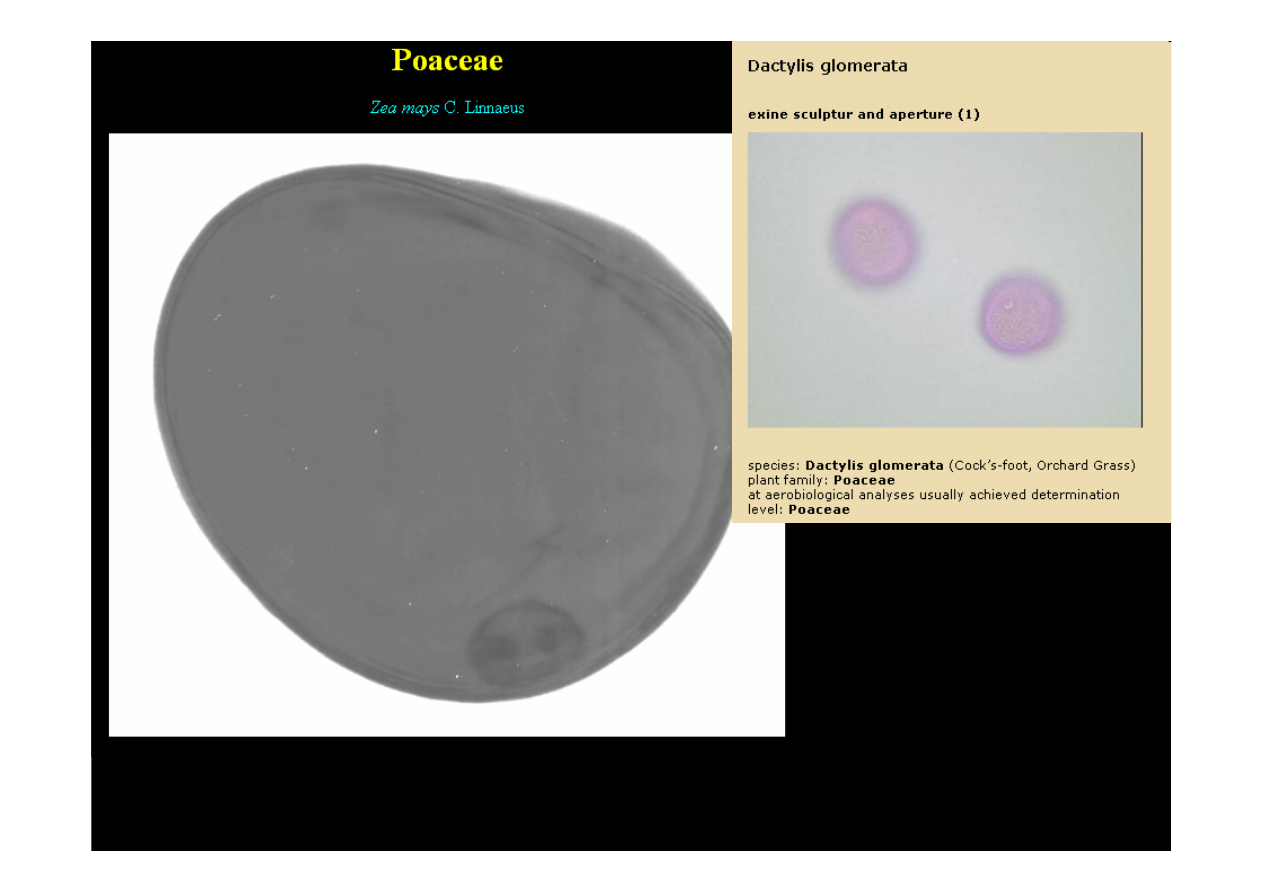 Poaceae
Zea mays C. Linnaeus
Dactylis glomerata
exine sculptur and aperture (1)
species: Dactylis glomerata (Cock's-foot, Orchard Grass)
plant family: Poaceae
at aerobiological analyses usually achieved determination
level: Poaceae